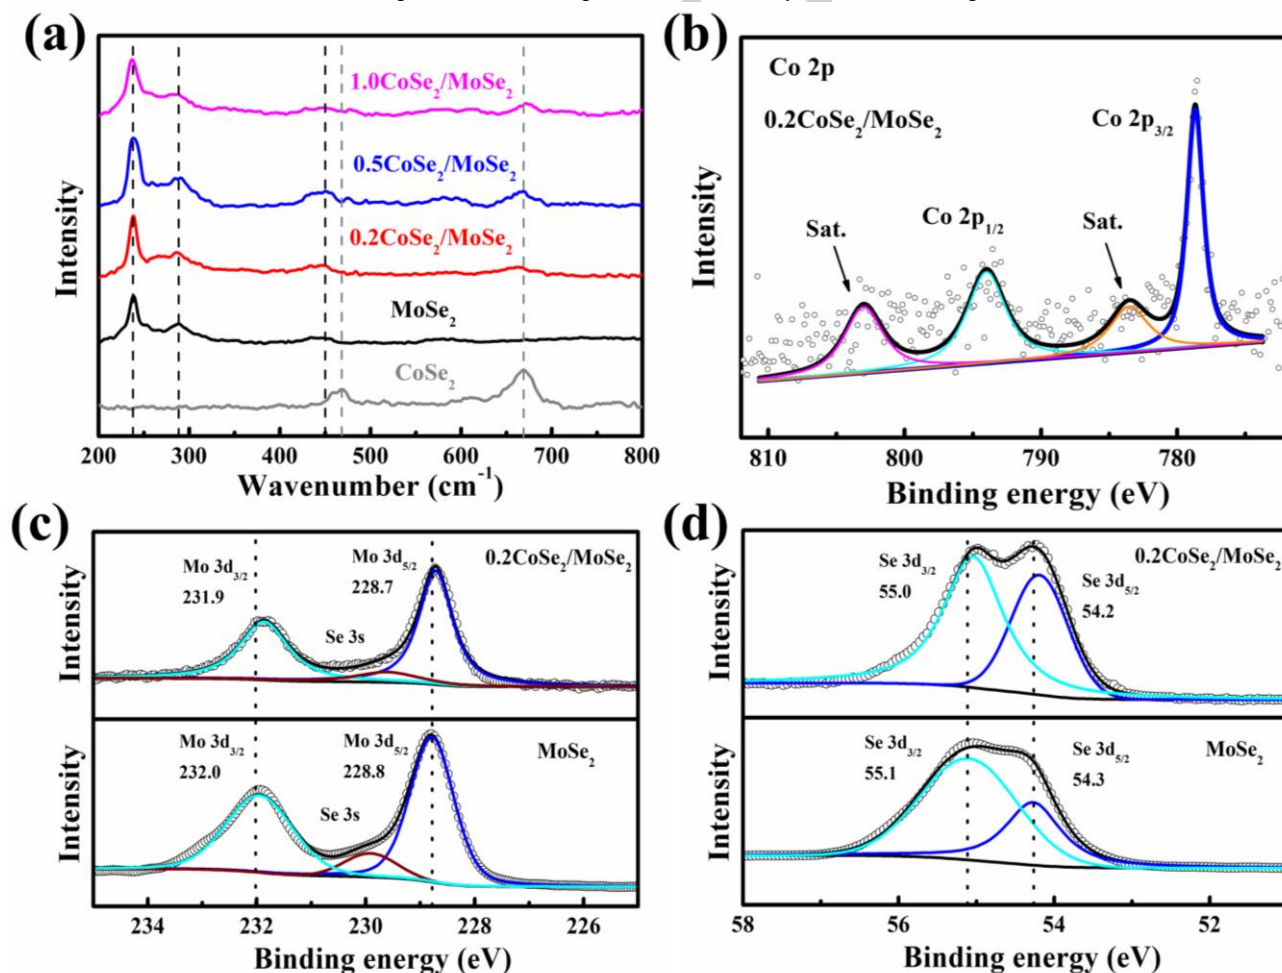 (a)
1.0CoSe2/MoSe2
0.5CoSe2/MoSe2
0.2CoSe2/MoSe2
MoSe2
CoSe2
Intensity
200 300 400 500 600 700 800
Wavenumber (cm-1)
(b)
Co 2p
0.2CoSe2/MoSe2
Co 2p3/2
Sat.
Co 2p1/2
Sat.
Intensity
810 800 790 780
Binding energy (eV)
(c)
0.2CoSe2/MoSe2
Mo 3d3/2
231.9
Mo 3d5/2
228.7
Se 3s
Intensity
Mo 3d3/2
232.0
Mo 3d5/2
228.8
MoSe2
Se 3s
Intensity
234 232 230 228 226
Binding energy (eV)
(d)
0.2CoSe2/MoSe2
Se 3d3/2
55.0
Se 3d5/2
54.2
Intensity
Se 3d3/2
55.1
Se 3d5/2
54.3
MoSe2
Intensity
58 56 54 52
Binding energy (eV)